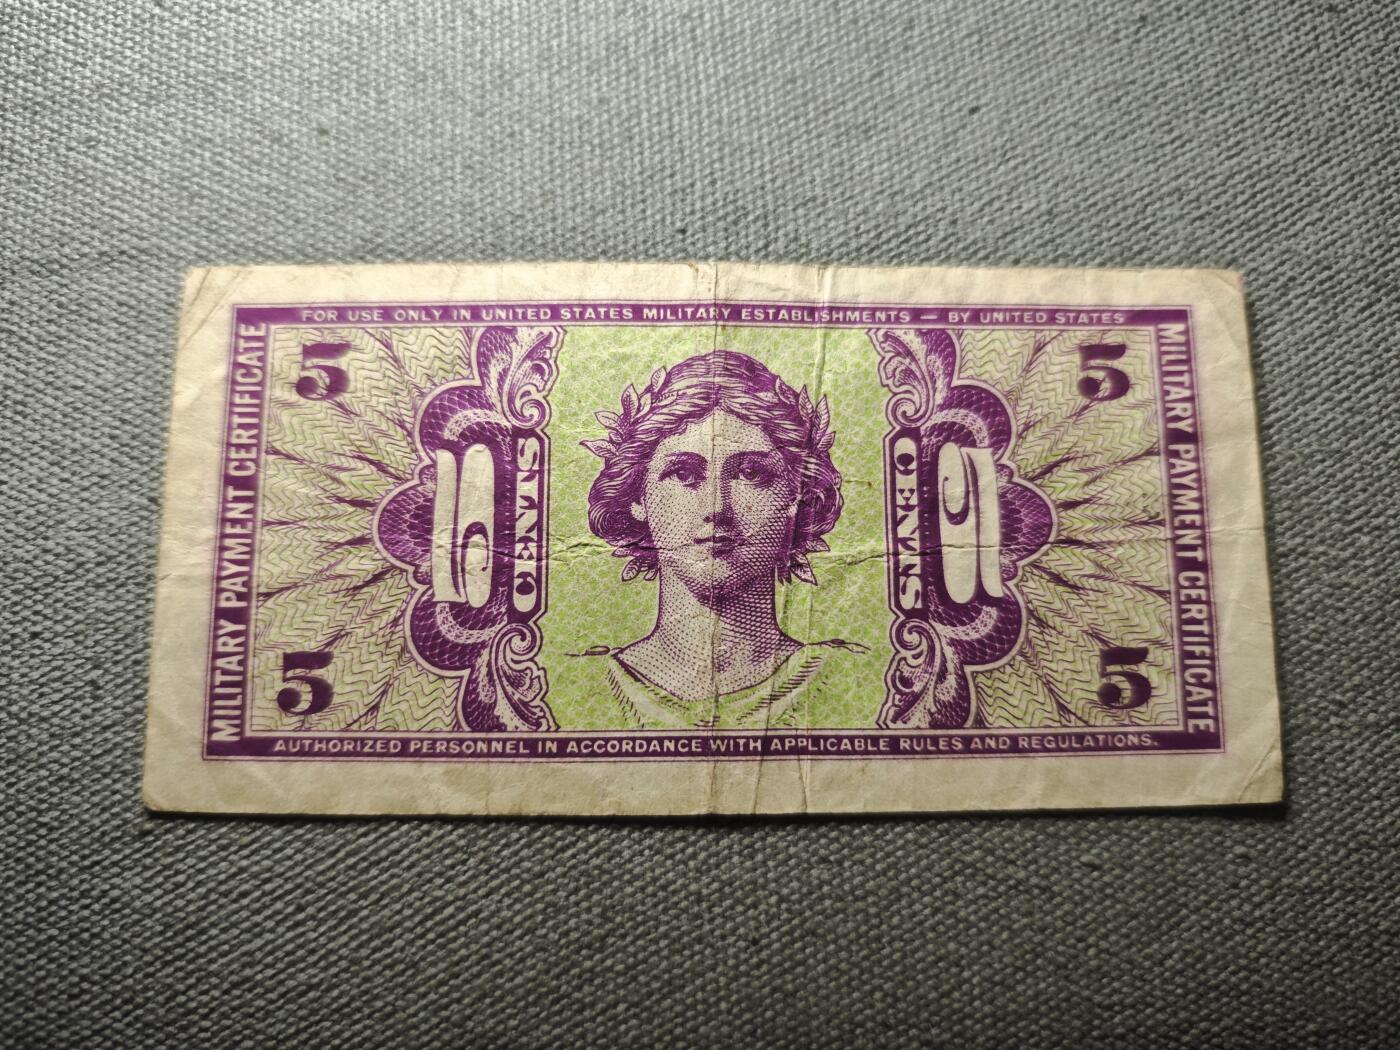 FOR USE ONLY IN UNITED STATES MILITARY ESTABLISHMENTS — BY UNITED STATES
MILITARY PAYMENT CERTIFICATE
5
5
5
CENTS
CENTS
5
MILITARY PAYMENT CERTIFICATE
5
5
AUTHORIZED PERSONNEL IN ACCORDANCE WITH APPLICABLE RULES AND REGULATIONS.